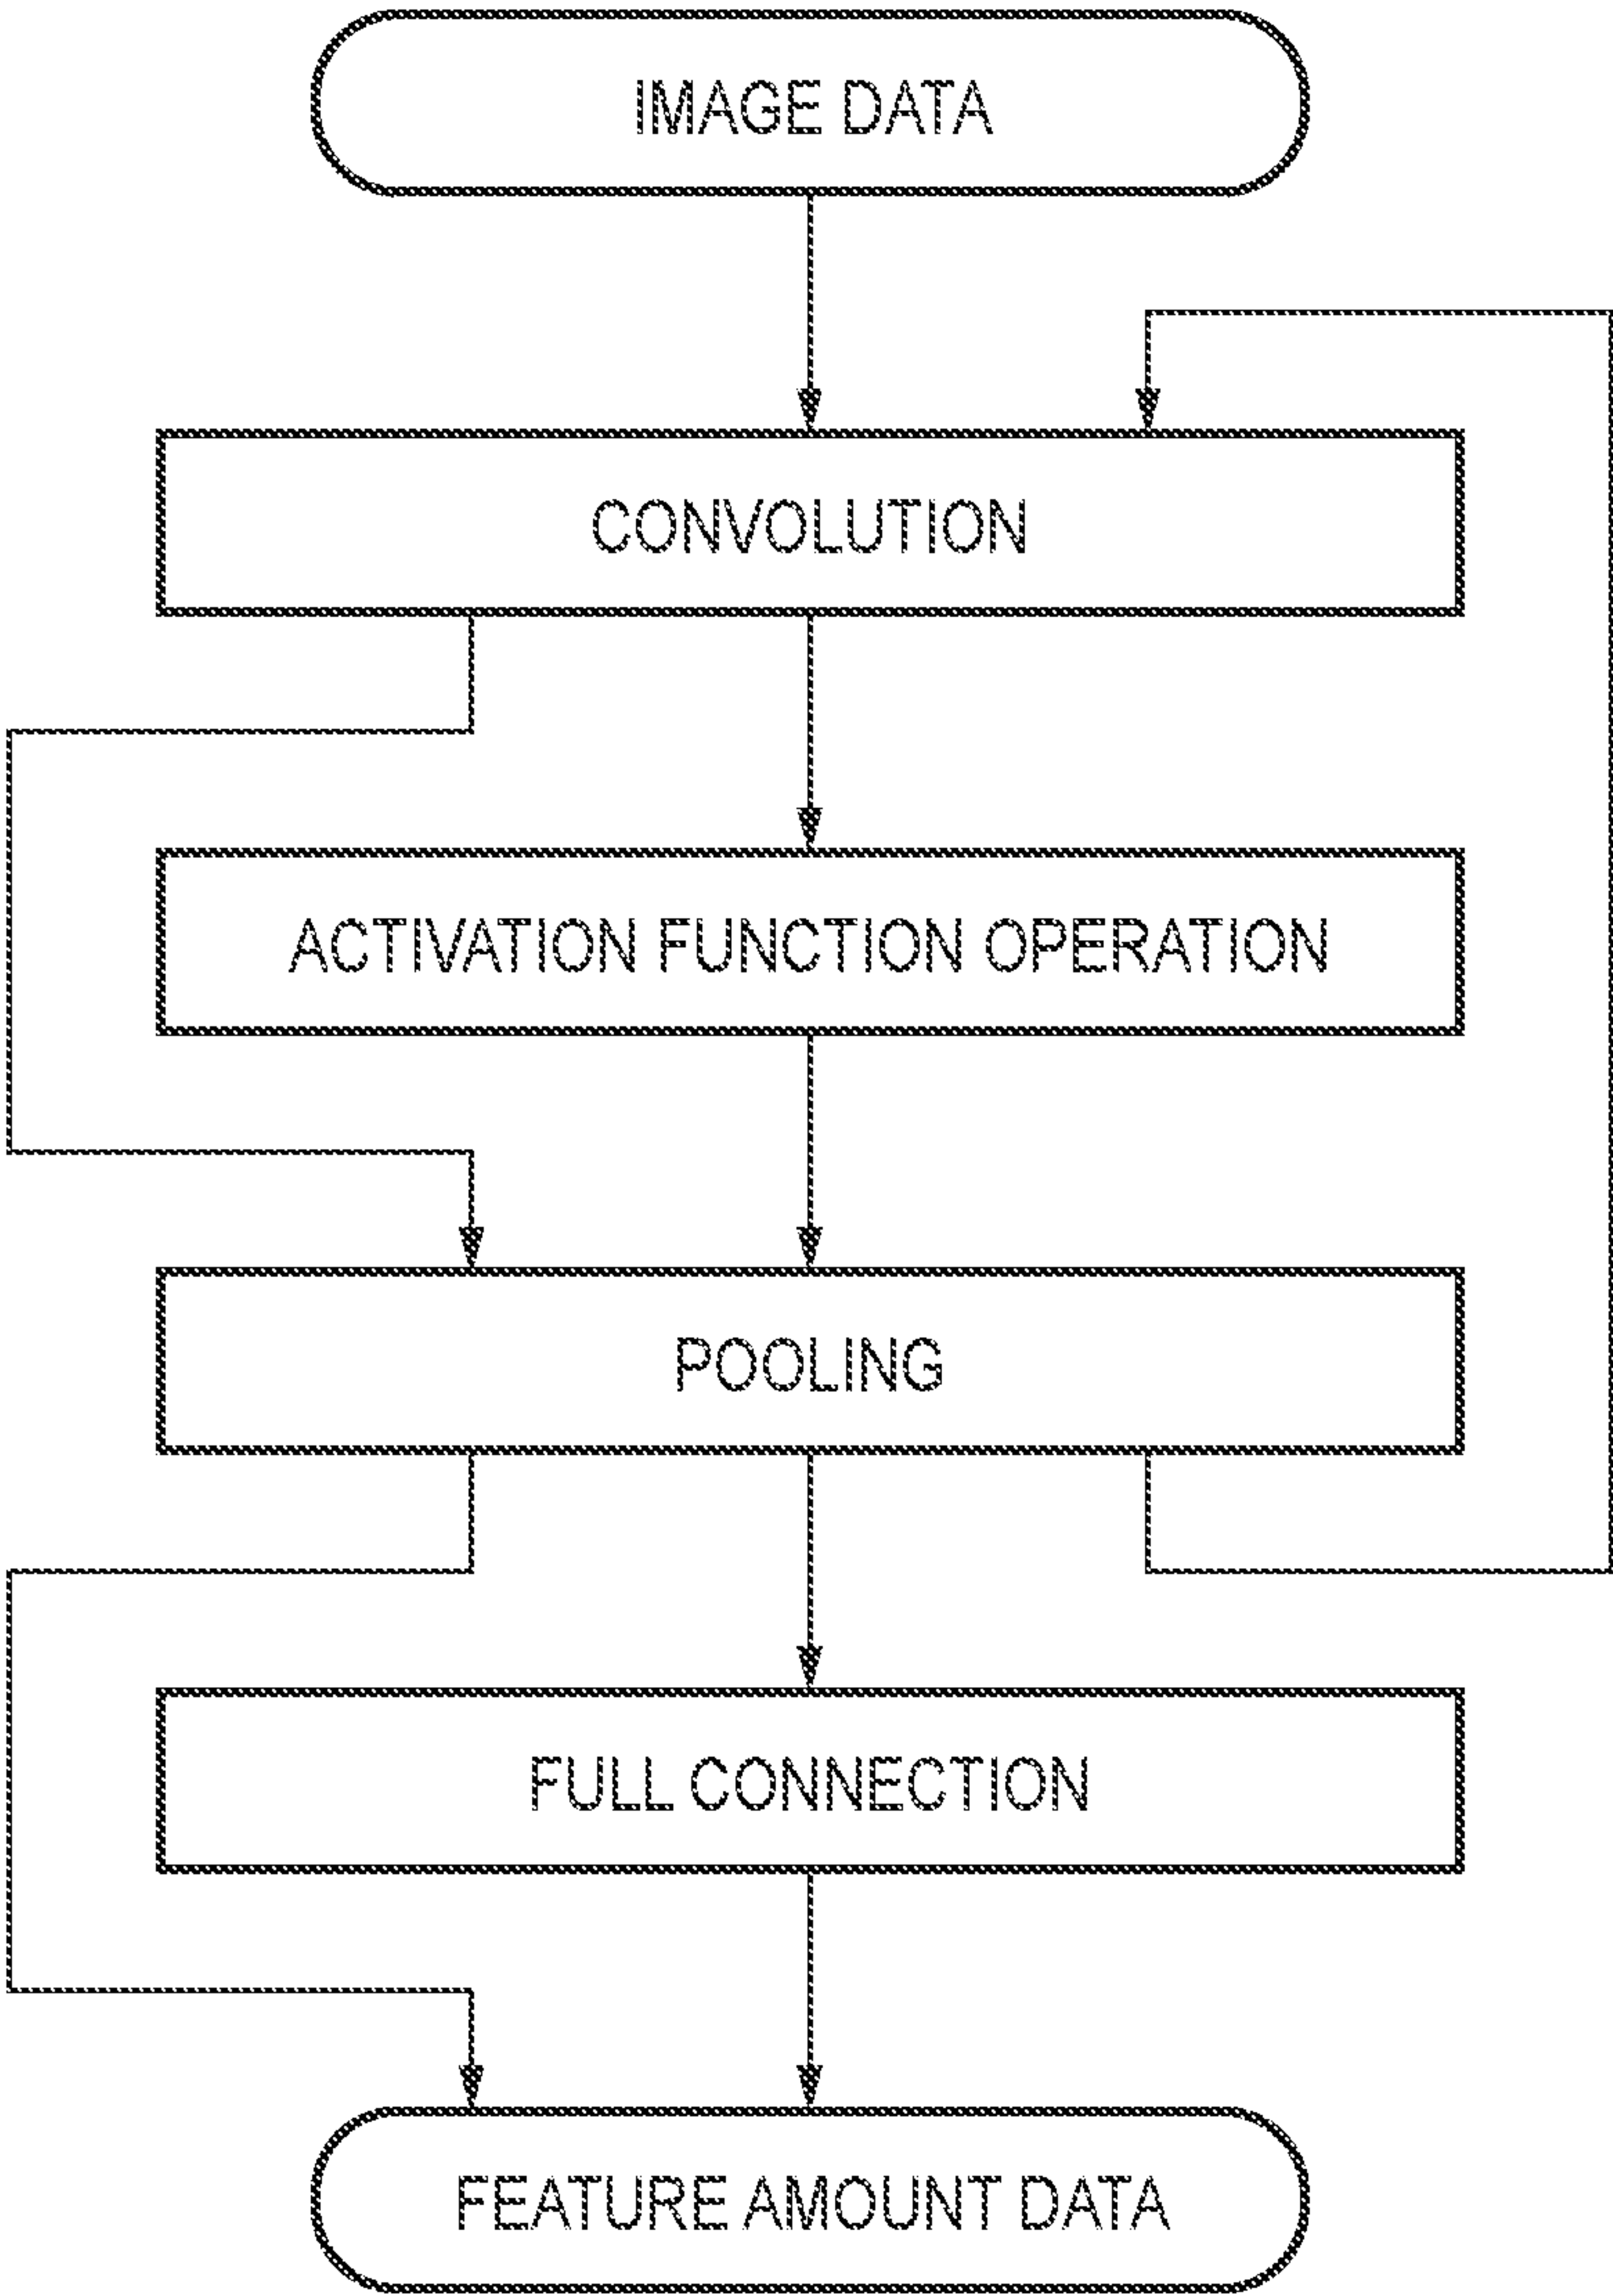 IMAGE DATA
CONVOLUTION
ACTIVATION FUNCTION OPERATION
POOLING
FULL CONNECTION
FEATURE AMOUNT DATA